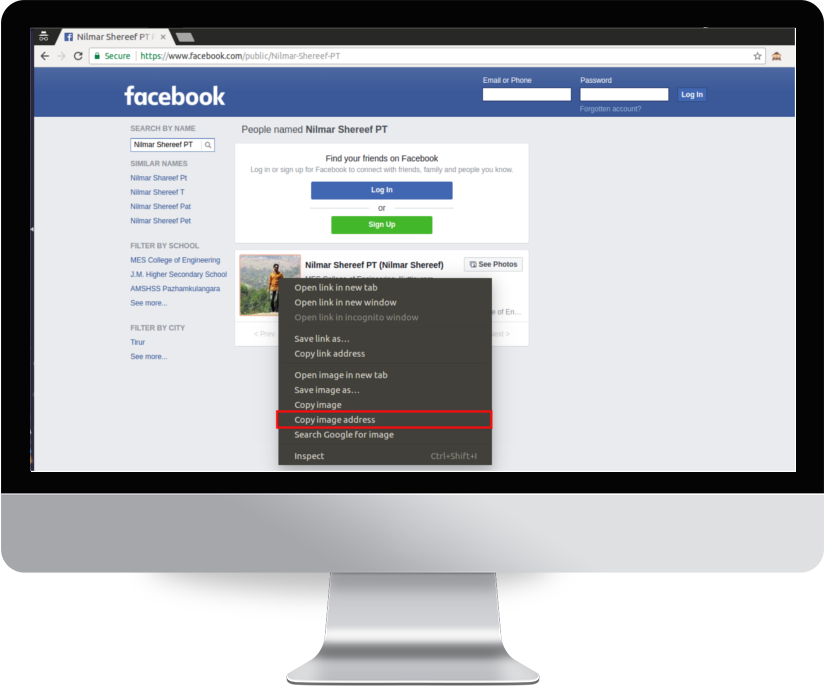 Nilmar Shereef PT
https://www.facebook.com/public/Nilmar-Shereef-PT
Secure
facebook
Email or Phone
Password
Log In
Forgotten account?
SEARCH BY NAME
Nilmar Shereef PT
SIMILAR NAMES
Nilmar Shareef Pt
Nilmar Shereef T
Nilmar Shereef Pat
Nilmar Shereef Pet
FILTER BY SCHOOL
MES College of Engineering
J.M. Higher Secondary School
AMSHSS Pazhamkulangara
See more...
FILTER BY CITY
Tirur
See more...
People named Nilmar Shereef PT
Find your friends on Facebook
Log in or sign up for Facebook to connect with friends, family and people you know.
Log In
or
Sign Up
Nilmar Shereef PT (Nilmar Shereef)
See Photos
MES College of Engineering
e of En...
< Prev
Next >
Open link in new tab
Open link in new window
Open link in incognito window
Save link as...
Copy link address
Open image in new tab
Save image as...
Copy image
Copy image address
Search Google for image
Inspect Ctrl+Shift+I